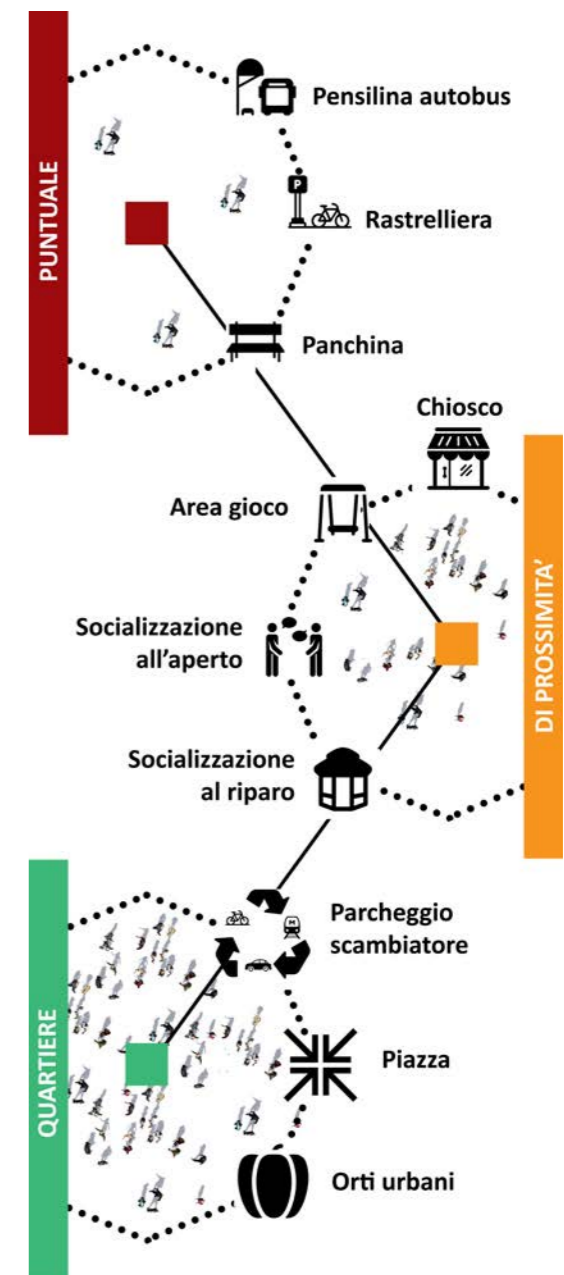 PUNTUALE
Pensilina autobus
P
Rastrelliera
Panchina
Chiosco
DI PROSSIMITA'
Area gioco
Socializzazione
all'aperto
Socializzazione
al riparo
QUARTIERE
Parcheggio
scambiatore
M
Piazza
Orti urbani